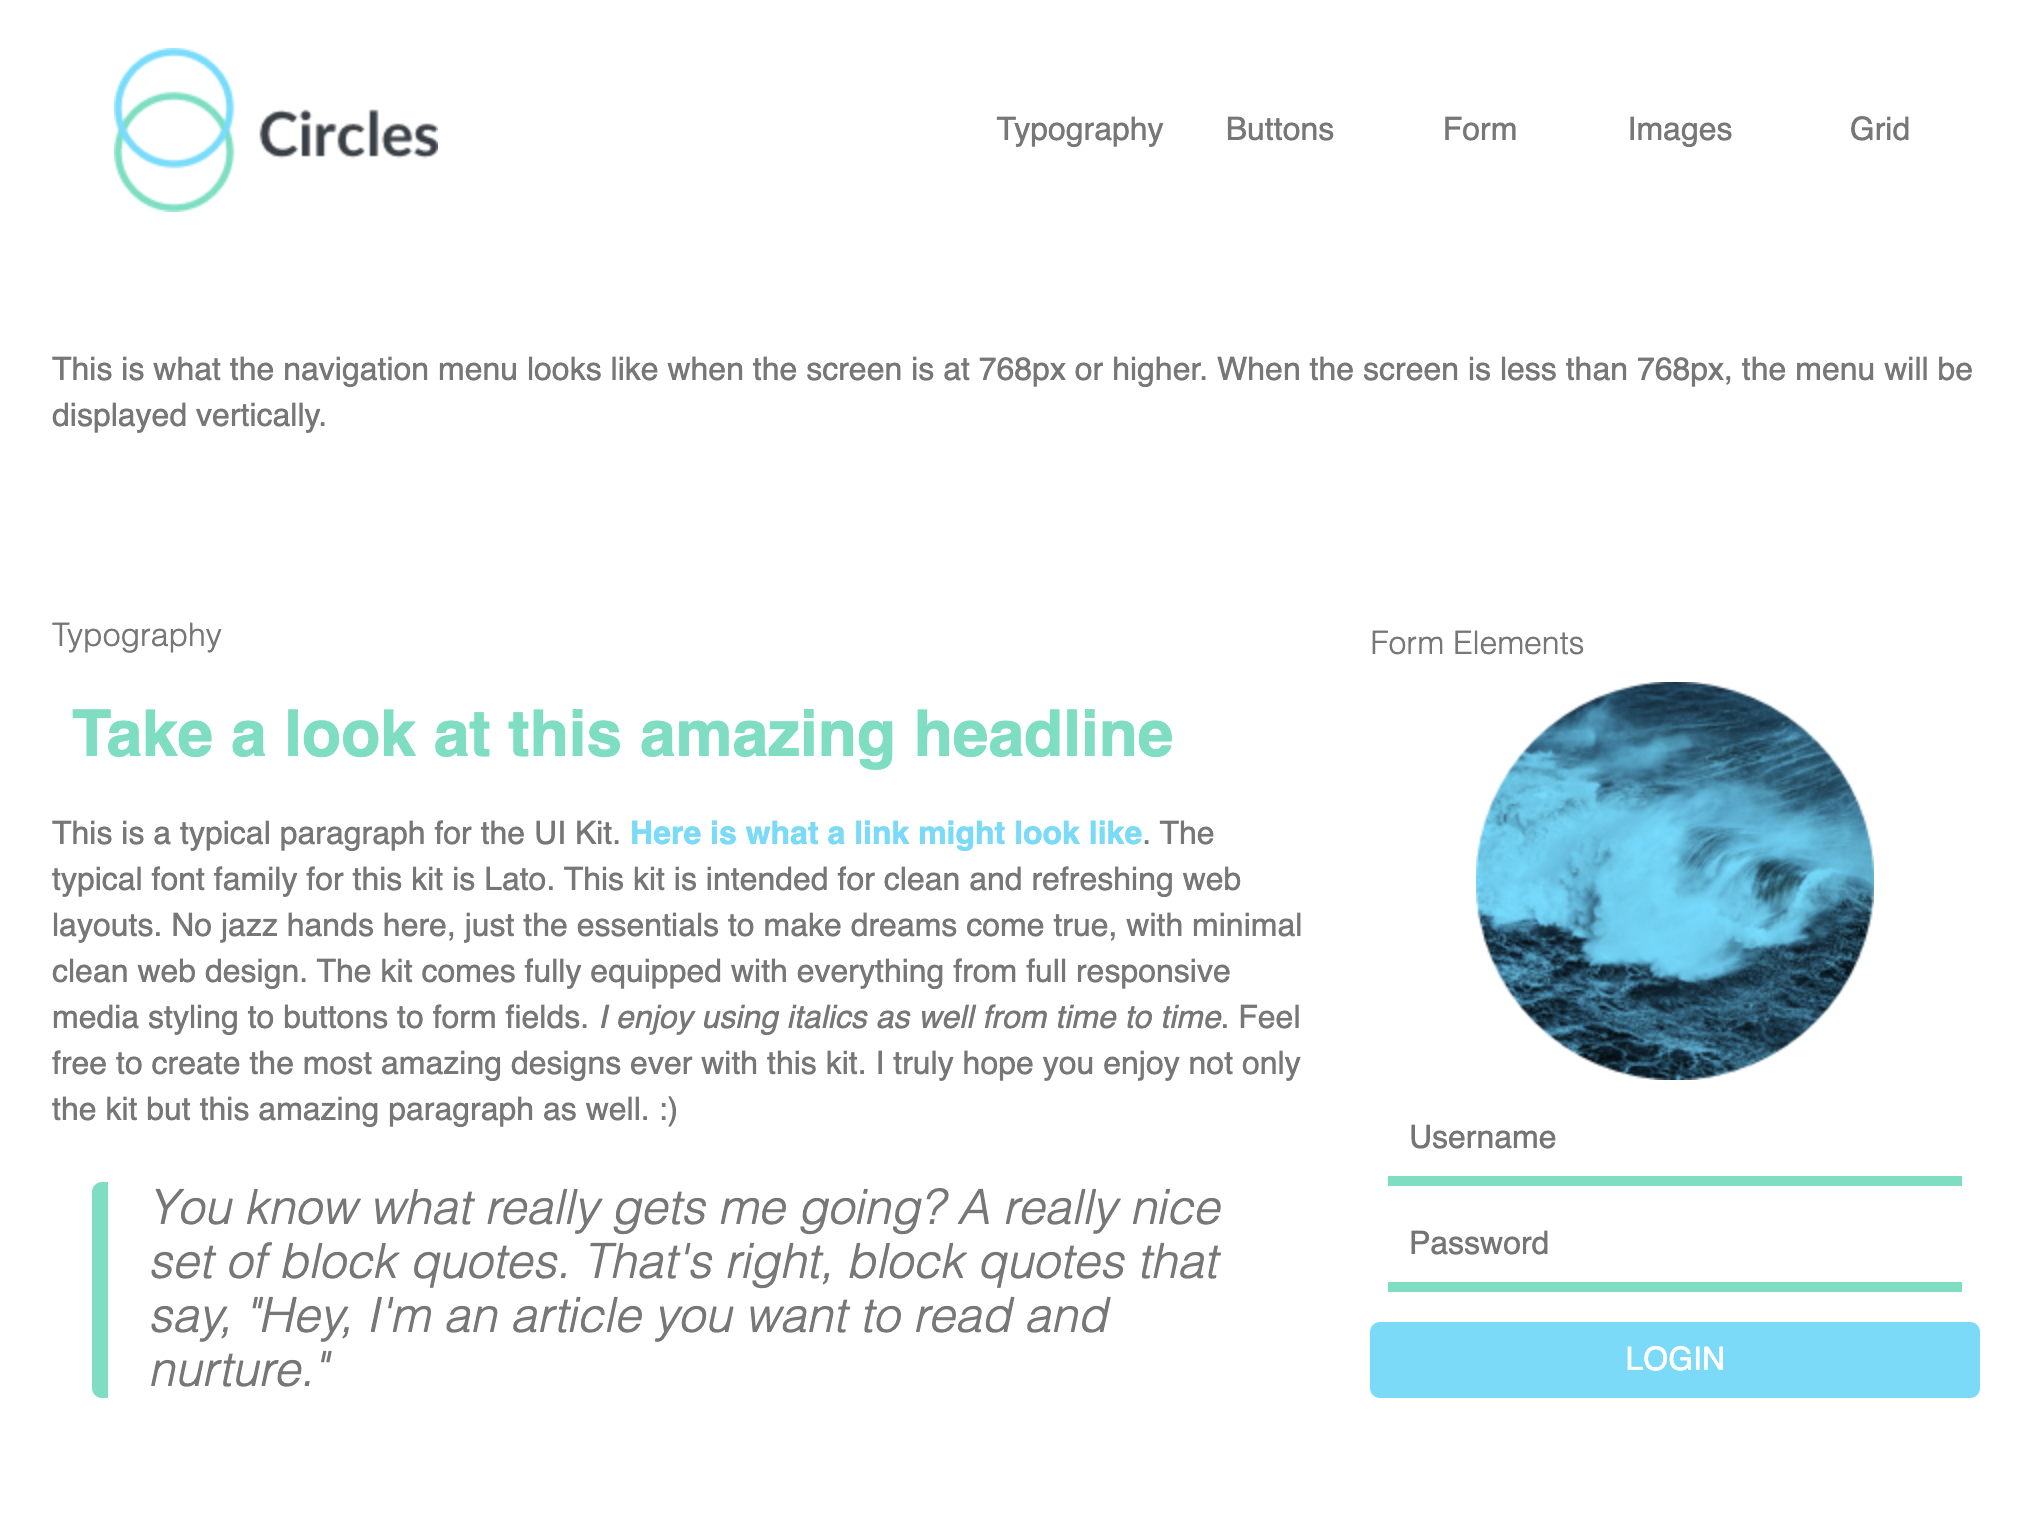 Circles
Typography Buttons Form Images Grid
This is what the navigation menu looks like when the screen is at 768px or higher. When the screen is less than 768px, the menu will be
displayed vertically.
Typography
Take a look at this amazing headline
This is a typical paragraph for the UI Kit. Here is what a link might look like. The
typical font family for this kit is Lato. This kit is intended for clean and refreshing web
layouts. No jazz hands here, just the essentials to make dreams come true, with minimal
clean web design. The kit comes fully equipped with everything from full responsive
media styling to buttons to form fields. I enjoy using italics as well from time to time. Feel
free to create the most amazing designs ever with this kit. I truly hope you enjoy not only
the kit but this amazing paragraph as well. :)
You know what really gets me going? A really nice
set of block quotes. That's right, block quotes that
say, "Hey, I'm an article you want to read and
nurture."
Form Elements
Username
Password
LOGIN